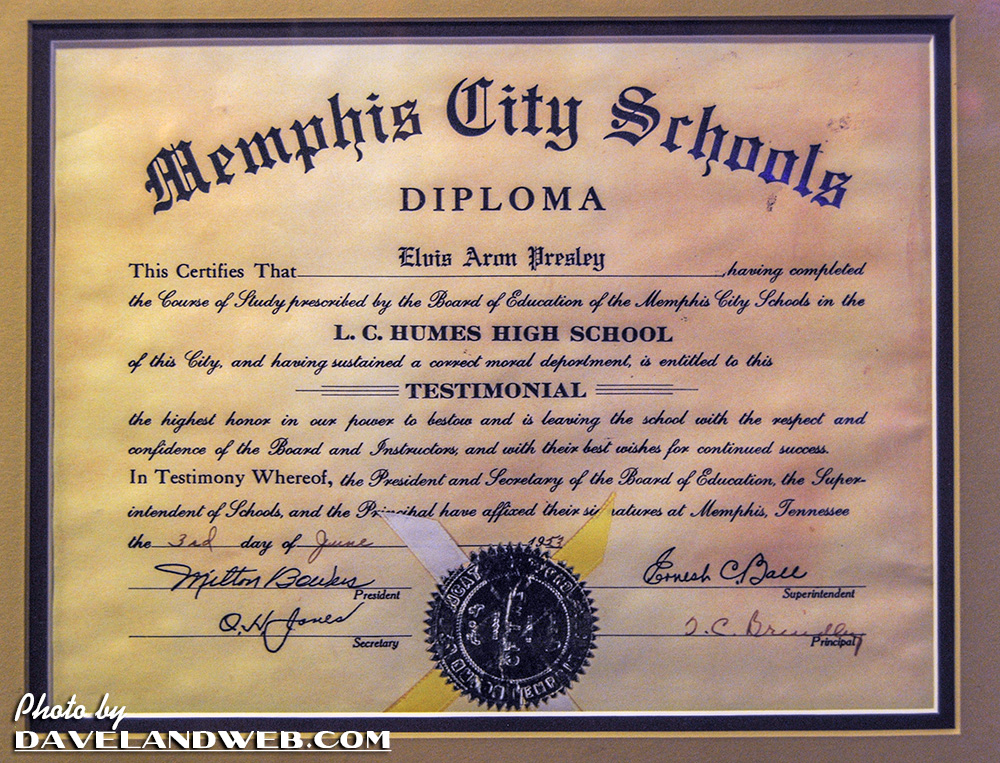 Memphis City Schools
DIPLOMA
This Certifies That Elvis Aron Presley, having completed
the Course of Study prescribed by the Board of Education of the Memphis City Schools in the
L. C. HUMES HIGH SCHOOL
of this City, and having sustained a correct moral deportment, is entitled to this
TESTIMONIAL
the highest honor in our power to bestow and is leaving the school with the respect and
confidence of the Board and Instructors, and with their best wishes for continued success.
In Testimony Whereof, the President and Secretary of the Board of Education, the Super-
intendent of Schools, and the Principal have affixed their signatures at Memphis, Tennessee
the 3rd day of June 1953
Milton Bowers Ernest C. Ball
President Superintendent
O. H. Jones T. C. Brindley
Secretary Principal
Photo by
DAVELANDWEB.COM